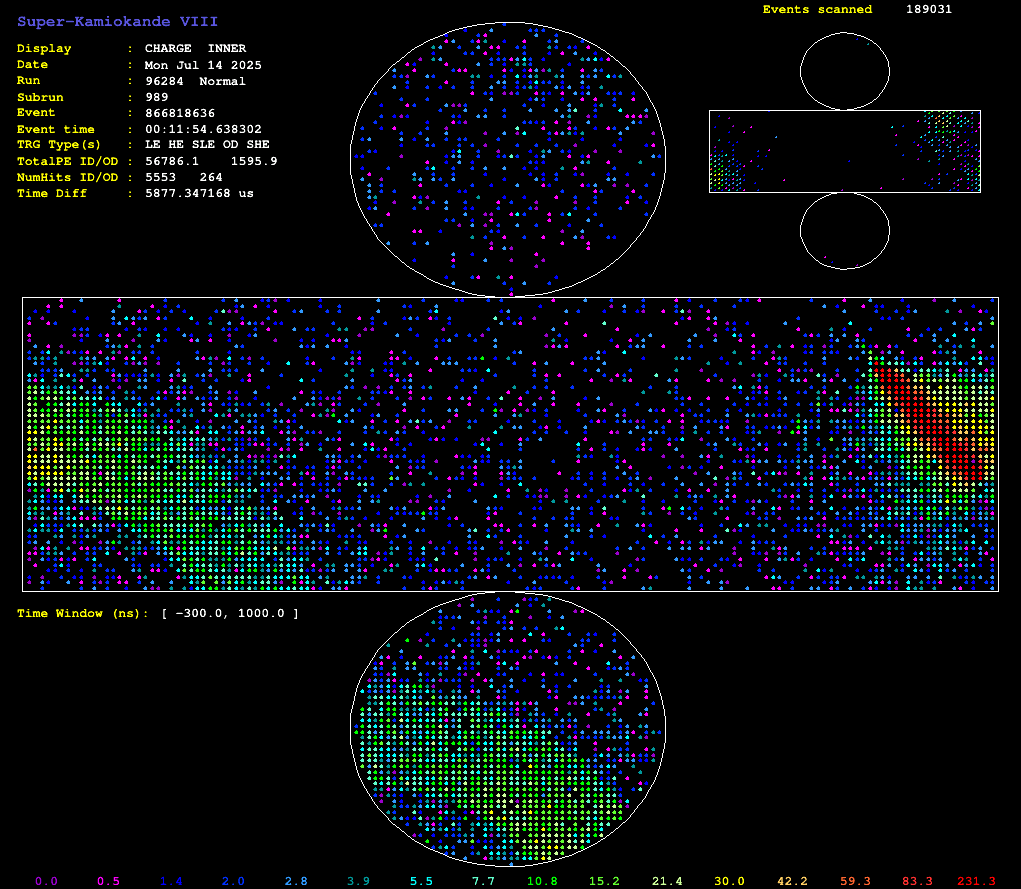 Super-Kamiokande VIII
Events scanned 189031
Display : CHARGE INNER
Date : Mon Jul 14 2025
Run : 96284 Normal
Subrun : 989
Event : 866818636
Event time : 00:11:54.638302
TRG Type(s) : LE HE SLE OD SHE
TotalPE ID/OD : 56786.1 1595.9
NumHits ID/OD : 5553 264
Time Diff : 5877.347168 us
Time Window (ns): [ -300.0, 1000.0 ]
0.0 0.5 1.4 2.0 2.8 3.9 5.5 7.7 10.8 15.2 21.4 30.0 42.2 59.3 83.3 231.3